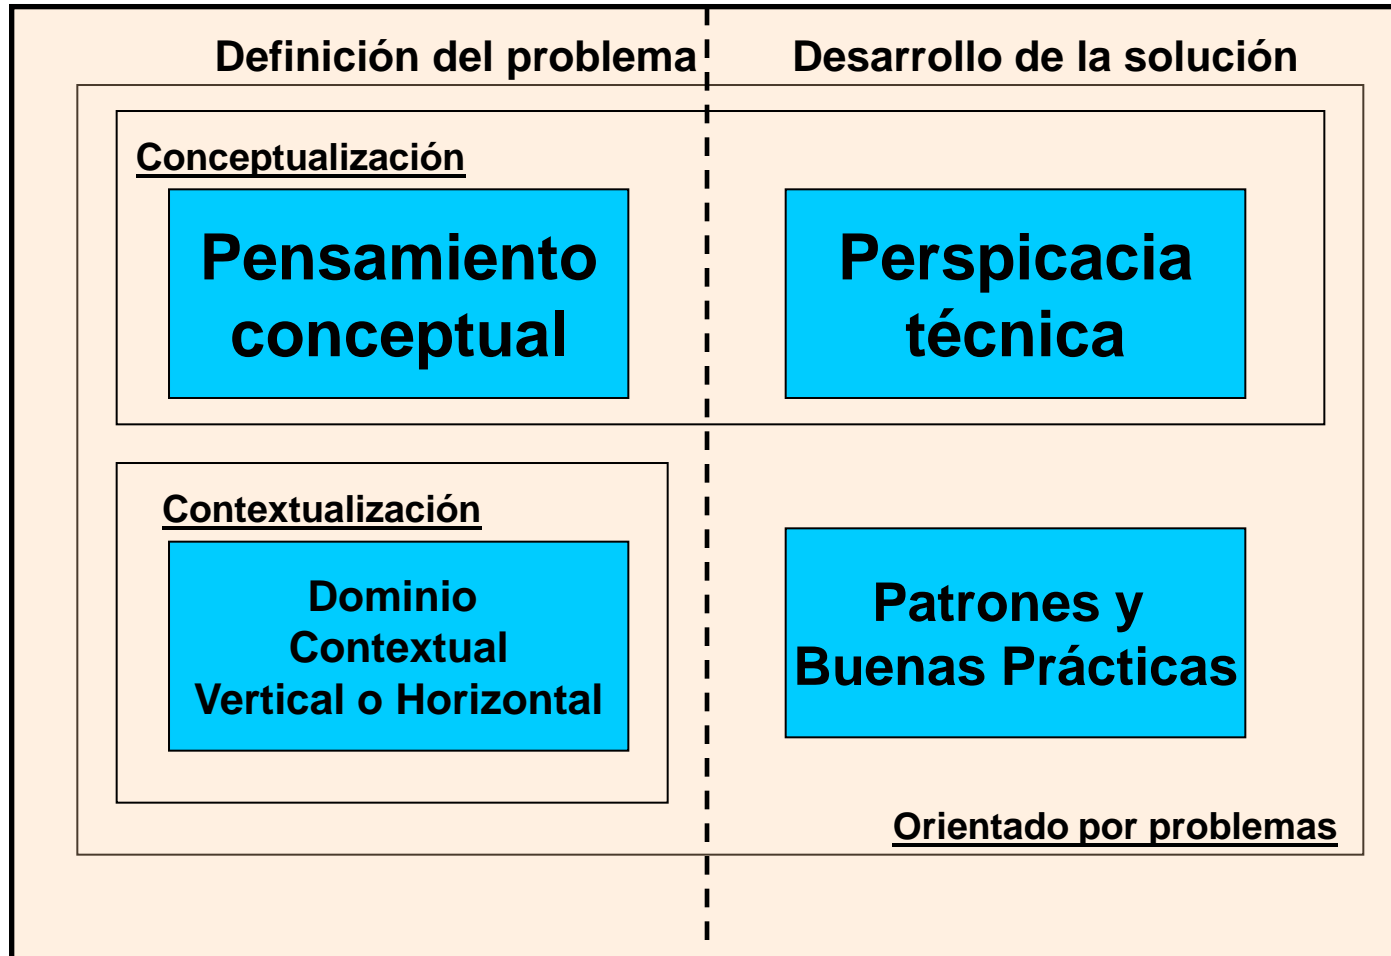 Definición del problema
Desarrollo de la solución
Conceptualización
Pensamiento
conceptual
Perspicacia
técnica
Contextualización
Dominio
Contextual
Vertical o Horizontal
Patrones y
Buenas Prácticas
Orientado por problemas